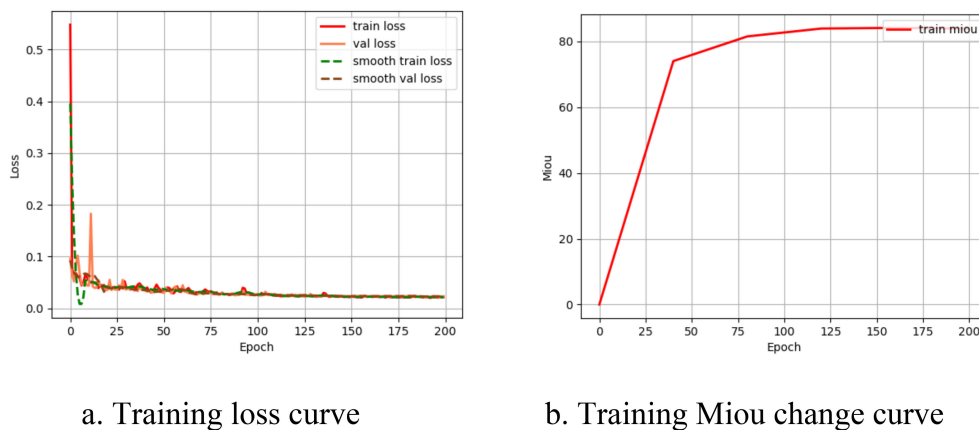 train loss
val loss
smooth train loss
smooth val loss
0.5
0.4
0.3
0.2
0.1
0.0
Loss
0 25 50 75 100 125 150 175 200
Epoch
train miou
80
60
40
20
0
Miou
0 25 50 75 100 125 150 175 200
Epoch
a. Training loss curve
b. Training Miou change curve